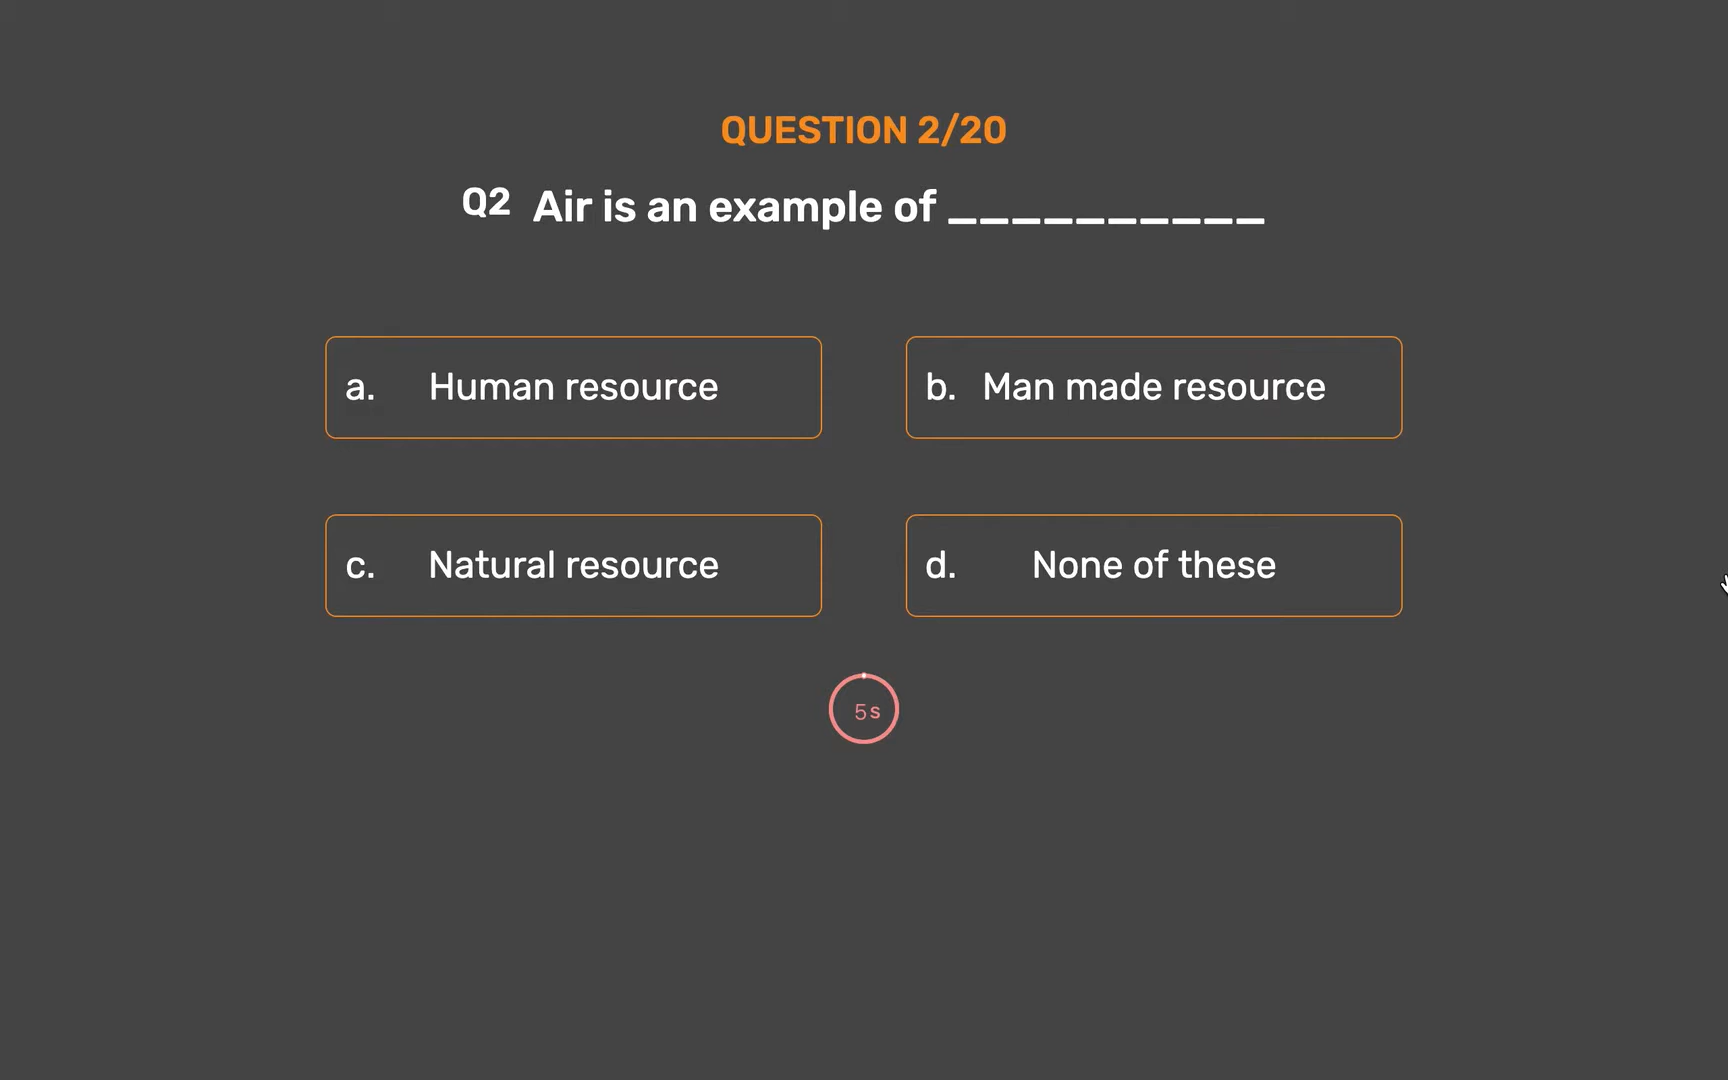 QUESTION 2/20
Q2 Air is an example of __________
a. Human resource
b. Man made resource
c. Natural resource
d. None of these
5s